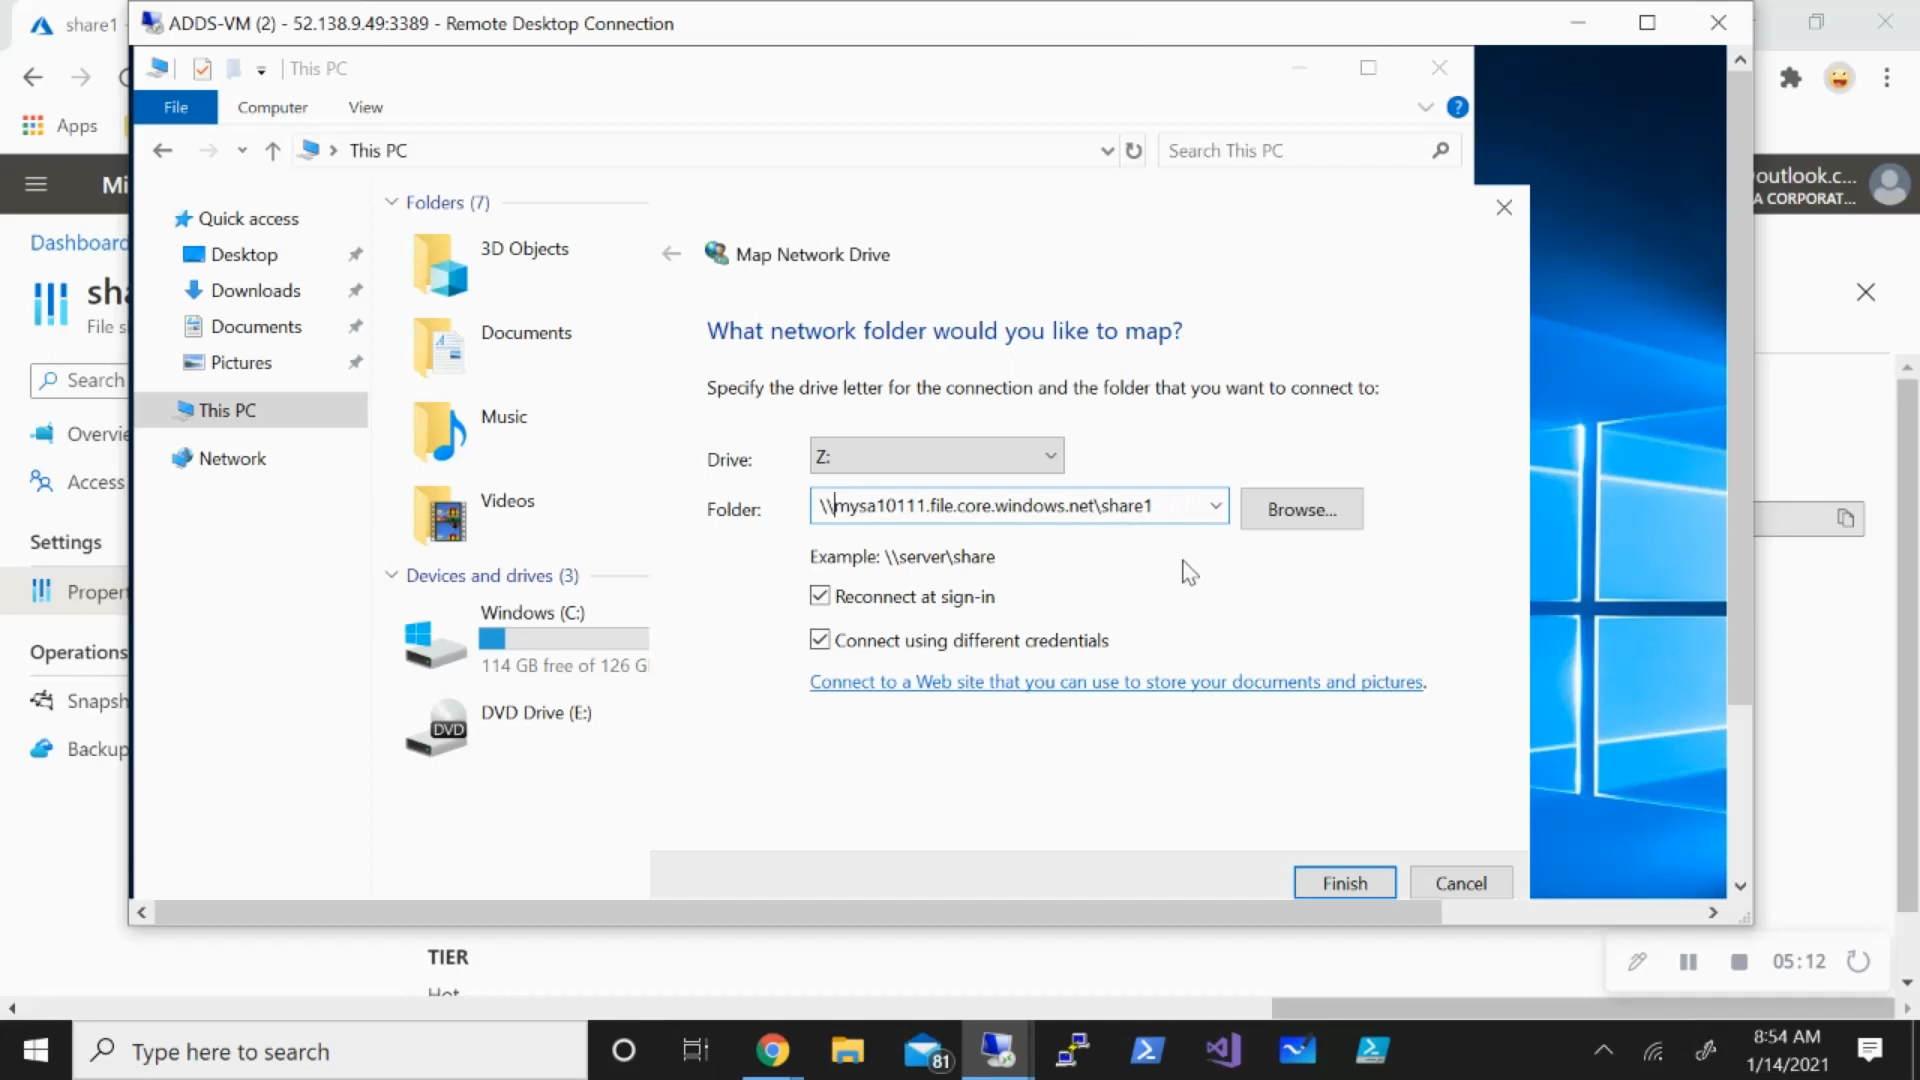 share1
ADDS-VM (2) - 52.138.9.49:3389 - Remote Desktop Connection
This PC
File
Computer
View
Apps
This PC
Search This PC
Mi
outlook.c...
A CORPORAT...
Dashboard
sha
File s
Search
Overvie
Access
Settings
Propert
Operations
Snapsh
Backup
Quick access
Desktop
Downloads
Documents
Pictures
This PC
Network
Folders (7)
3D Objects
Documents
Music
Videos
Devices and drives (3)
Windows (C:)
114 GB free of 126 G
DVD
DVD Drive (E:)
Map Network Drive
What network folder would you like to map?
Specify the drive letter for the connection and the folder that you want to connect to:
Drive:
Z:
Folder:
\\mysa10111.file.core.windows.net\share1
Browse...
Example: \\server\share
Reconnect at sign-in
Connect using different credentials
Connect to a Web site that you can use to store your documents and pictures.
Finish
Cancel
TIER
Hot
05:12
Type here to search
81
8:54 AM
1/14/2021